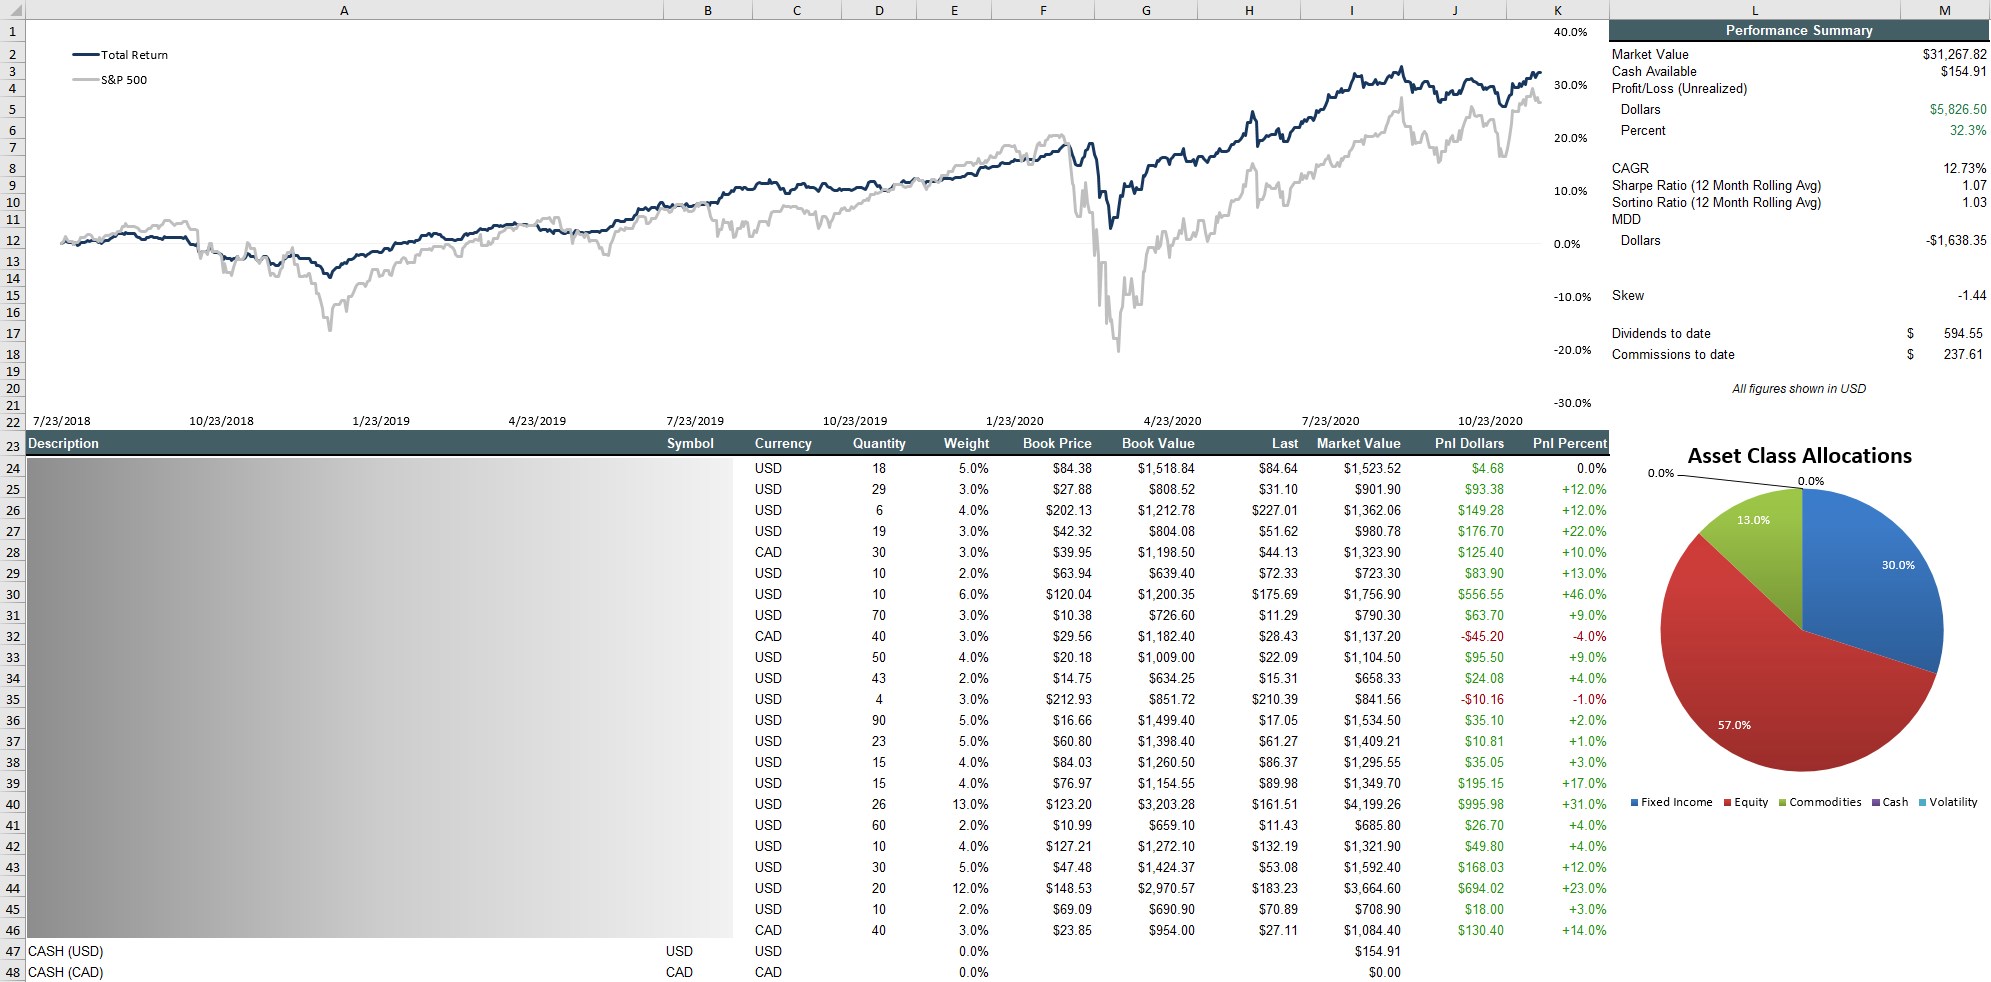 A B C D E F G H I J K L M
1 40.0% Performance Summary
Total Return
S&P 500
2 Market Value $31,267.82
3 Cash Available $154.91
4 30.0% Profit/Loss (Unrealized)
5 Dollars $5,826.50
6 20.0% Percent 32.3%
7
8 CAGR 12.73%
9 10.0% Sharpe Ratio (12 Month Rolling Avg) 1.07
10 Sortino Ratio (12 Month Rolling Avg) 1.03
11 MDD
12 0.0% Dollars -$1,638.35
13
14
15 -10.0% Skew -1.44
16
17 Dividends to date $ 594.55
18 -20.0% Commissions to date $ 237.61
19
20 All figures shown in USD
21 -30.0%
22 7/23/2018 10/23/2018 1/23/2019 4/23/2019 7/23/2019 10/23/2019 1/23/2020 4/23/2020 7/23/2020 10/23/2020
23 Description Symbol Currency Quantity Weight Book Price Book Value Last Market Value Pnl Dollars Pnl Percent
24 USD 18 5.0% $84.38 $1,518.84 $84.64 $1,523.52 $4.68 0.0%
25 USD 29 3.0% $27.88 $808.52 $31.10 $901.90 $93.38 +12.0%
26 USD 6 4.0% $202.13 $1,212.78 $227.01 $1,362.06 $149.28 +12.0%
27 USD 19 3.0% $42.32 $804.08 $51.62 $980.78 $176.70 +22.0%
28 CAD 30 3.0% $39.95 $1,198.50 $44.13 $1,323.90 $125.40 +10.0%
29 USD 10 2.0% $63.94 $639.40 $72.33 $723.30 $83.90 +13.0%
30 USD 10 6.0% $120.04 $1,200.35 $175.69 $1,756.90 $556.55 +46.0%
31 USD 70 3.0% $10.38 $726.60 $11.29 $790.30 $63.70 +9.0%
32 CAD 40 3.0% $29.56 $1,182.40 $28.43 $1,137.20 -$45.20 -4.0%
33 USD 50 4.0% $20.18 $1,009.00 $22.09 $1,104.50 $95.50 +9.0%
34 USD 43 2.0% $14.75 $634.25 $15.31 $658.33 $24.08 +4.0%
35 USD 4 3.0% $212.93 $851.72 $210.39 $841.56 -$10.16 -1.0%
36 USD 90 5.0% $16.66 $1,499.40 $17.05 $1,534.50 $35.10 +2.0%
37 USD 23 5.0% $60.80 $1,398.40 $61.27 $1,409.21 $10.81 +1.0%
38 USD 15 4.0% $84.03 $1,260.50 $86.37 $1,295.55 $35.05 +3.0%
39 USD 15 4.0% $76.97 $1,154.55 $89.98 $1,349.70 $195.15 +17.0%
40 USD 26 13.0% $123.20 $3,203.28 $161.51 $4,199.26 $995.98 +31.0%
41 USD 60 2.0% $10.99 $659.10 $11.43 $685.80 $26.70 +4.0%
42 USD 10 4.0% $127.21 $1,272.10 $132.19 $1,321.90 $49.80 +4.0%
43 USD 30 5.0% $47.48 $1,424.37 $53.08 $1,592.40 $168.03 +12.0%
44 USD 20 12.0% $148.53 $2,970.57 $183.23 $3,664.60 $694.02 +23.0%
45 USD 10 2.0% $69.09 $690.90 $70.89 $708.90 $18.00 +3.0%
46 CAD 40 3.0% $23.85 $954.00 $27.11 $1,084.40 $130.40 +14.0%
47 CASH (USD) USD USD 0.0% $154.91
48 CASH (CAD) CAD CAD 0.0% $0.00
Asset Class Allocations
0.0% 0.0%
13.0%
30.0%
57.0%
Fixed Income Equity Commodities Cash Volatility